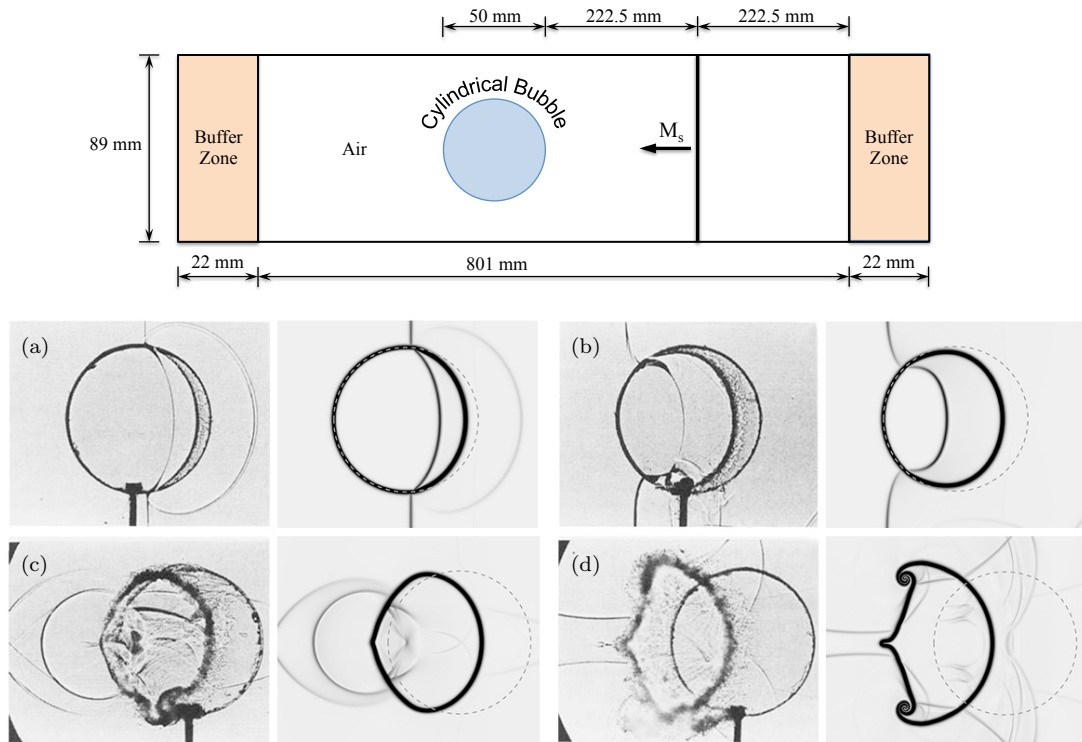 50 mm
222.5 mm
222.5 mm
Cylindrical Bubble
89 mm
Buffer
Zone
Air
Mₛ
Buffer
Zone
22 mm
801 mm
22 mm
(a)
(b)
(c)
(d)